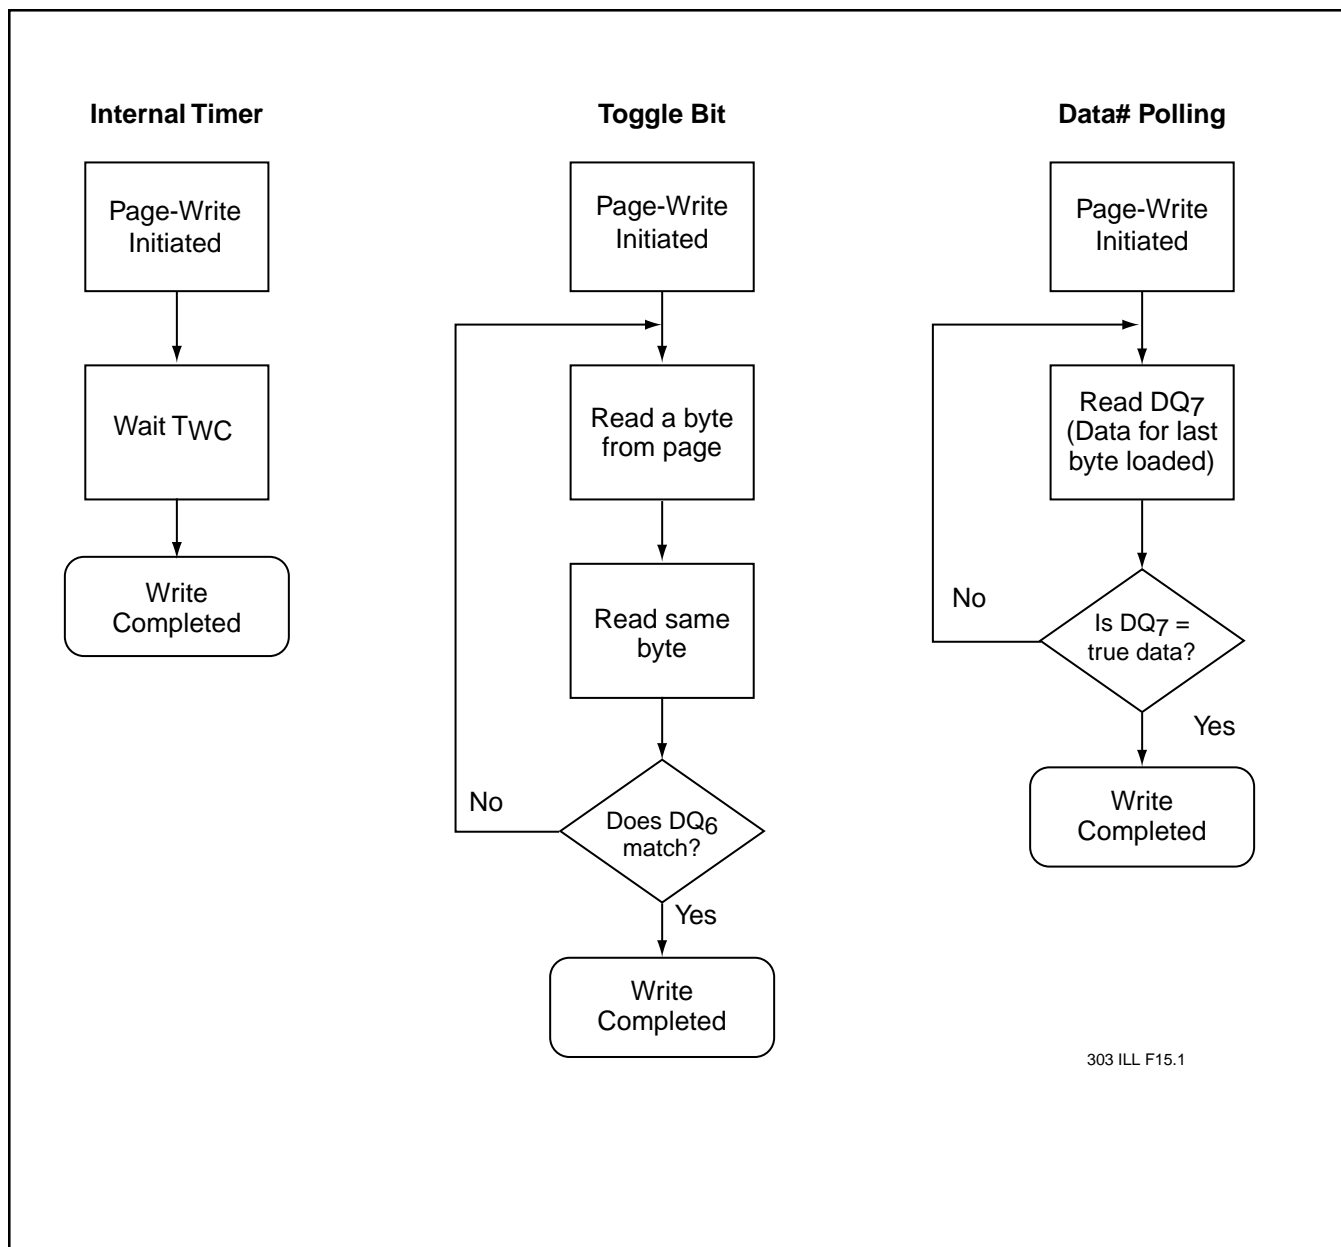 Internal Timer
Page-Write
Initiated
Wait TWC
Write
Completed
Toggle Bit
Page-Write
Initiated
Read a byte
from page
Read same
byte
No
Does DQ6
match?
Yes
Write
Completed
Data# Polling
Page-Write
Initiated
Read DQ7
(Data for last
byte loaded)
No
Is DQ7 =
true data?
Yes
Write
Completed
303 ILL F15.1